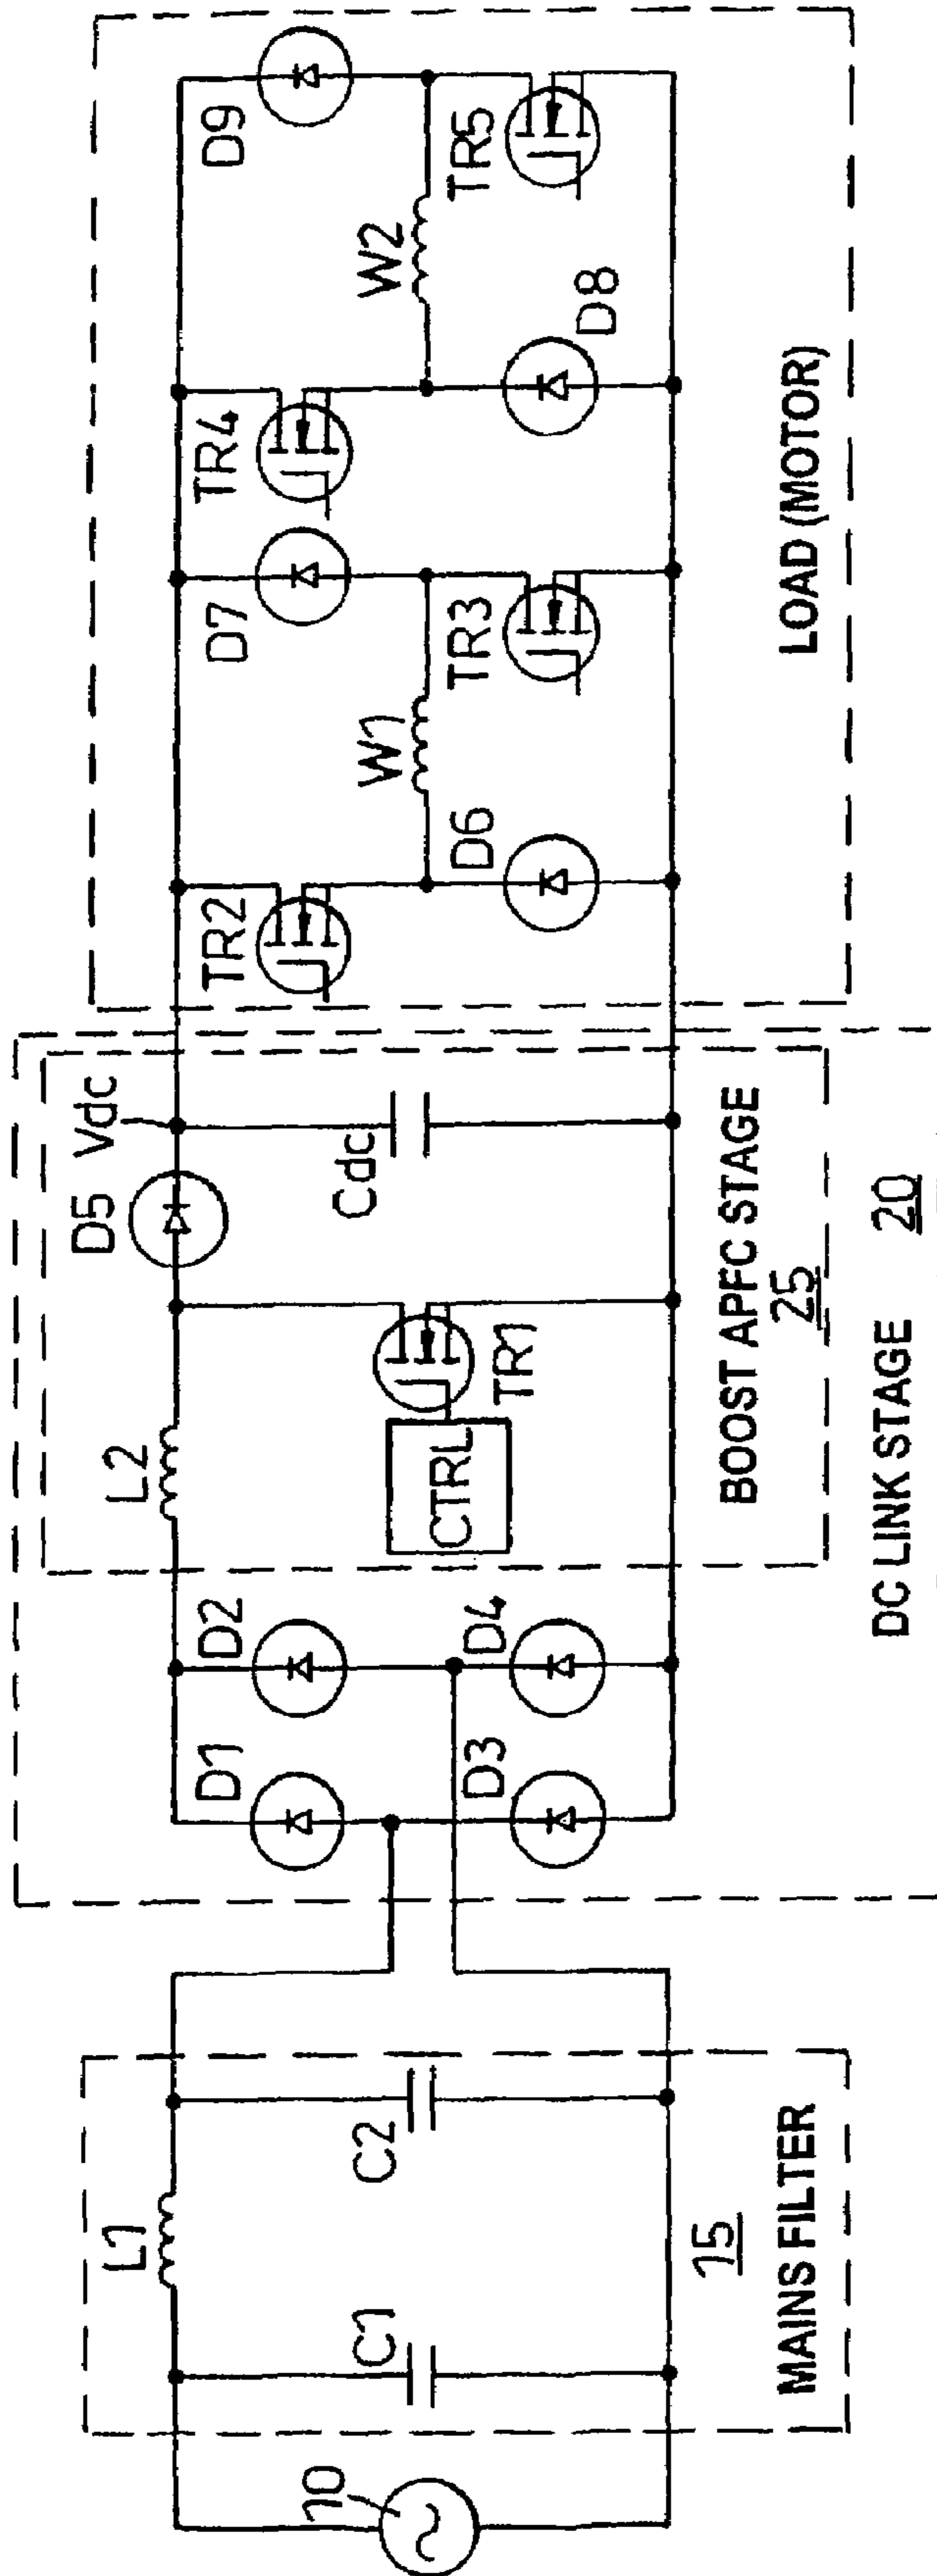 10
L1
C1
C2
15
MAINS FILTER
D1
D2
D3
D4
L2
CTRL
TR1
D5
Vdc
Cdc
BOOST APFC STAGE
25
DC LINK STAGE 20
TR2
D6
W1
D7
TR3
TR4
D8
W2
D9
TR5
LOAD (MOTOR)